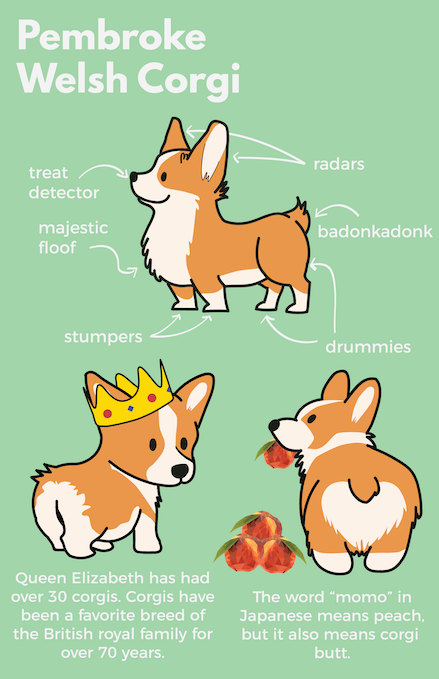 Pembroke
Welsh Corgi
treat
detector
radars
majestic
floof
badonkadonk
stumpers
drummies
Queen Elizabeth has had
over 30 corgis. Corgis have
been a favorite breed of
the British royal family for
over 70 years.
The word “momo” in
Japanese means peach,
but it also means corgi
butt.